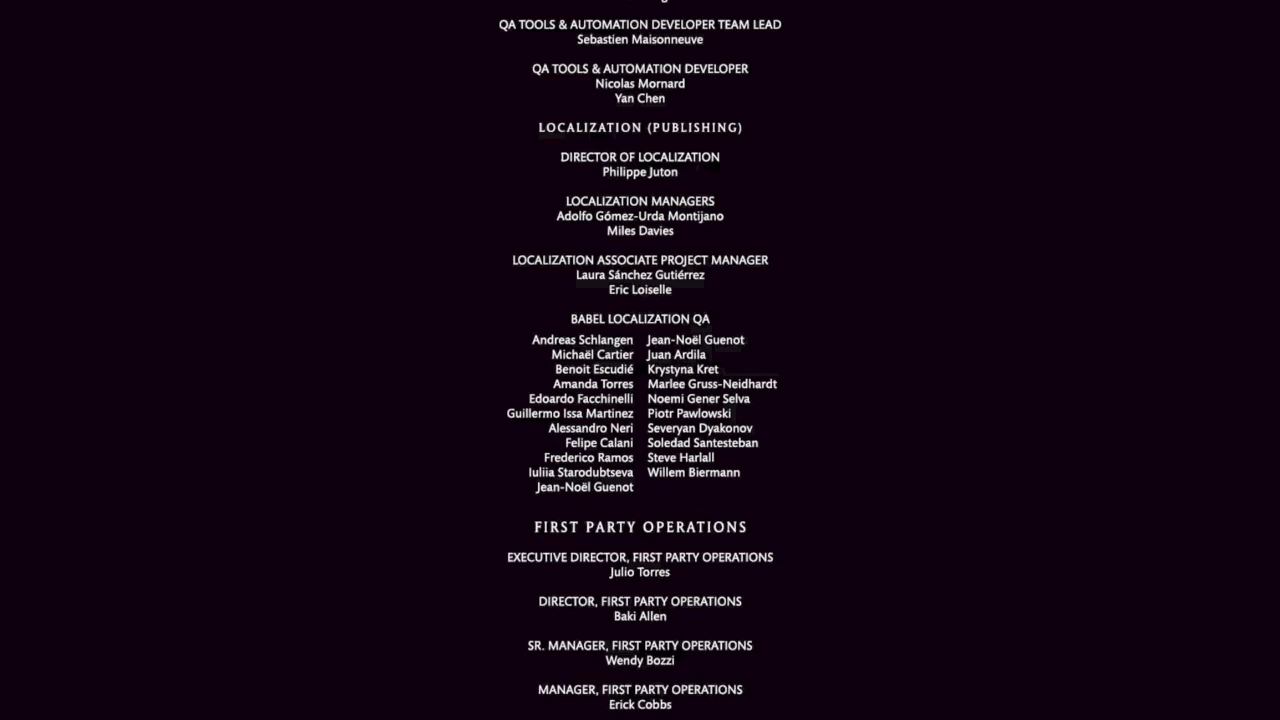 QA TOOLS & AUTOMATION DEVELOPER TEAM LEAD
Sebastien Maisonneuve
QA TOOLS & AUTOMATION DEVELOPER
Nicolas Mornard
Yan Chen
LOCALIZATION (PUBLISHING)
DIRECTOR OF LOCALIZATION
Philippe Juton
LOCALIZATION MANAGERS
Adolfo Gómez-Urda Montijano
Miles Davies
LOCALIZATION ASSOCIATE PROJECT MANAGER
Laura Sánchez Gutiérrez
Eric Loiselle
BABEL LOCALIZATION QA
Andreas Schlangen Jean-Noël Guenot
Michaël Cartier Juan Ardila
Benoit Escudié Krystyna Kret
Amanda Torres Marlee Gruss-Neidhardt
Edoardo Facchinelli Noemi Gener Selva
Guillermo Issa Martinez Piotr Pawlowski
Alessandro Neri Severyan Dyakonov
Felipe Calani Soledad Santesteban
Frederico Ramos Steve Harlall
Iuliia Starodubtseva Willem Biermann
Jean-Noël Guenot
FIRST PARTY OPERATIONS
EXECUTIVE DIRECTOR, FIRST PARTY OPERATIONS
Julio Torres
DIRECTOR, FIRST PARTY OPERATIONS
Baki Allen
SR. MANAGER, FIRST PARTY OPERATIONS
Wendy Bozzi
MANAGER, FIRST PARTY OPERATIONS
Erick Cobbs